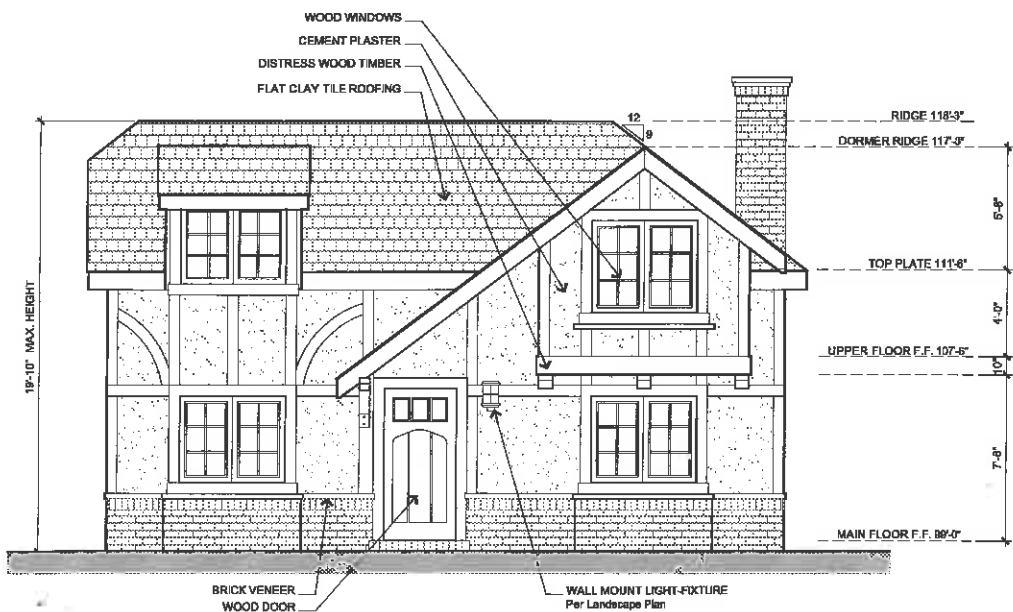 WOOD WINDOWS
CEMENT PLASTER
DISTRESS WOOD TIMBER
FLAT CLAY TILE ROOFING
12
9
RIDGE 118'-3"
DORMER RIDGE 117'-3"
5'-8"
TOP PLATE 111'-6"
4'-0"
UPPER FLOOR F.F. 107'-6"
10"
7'-8"
MAIN FLOOR F.F. 99'-0"
19'-10" MAX. HEIGHT
BRICK VENEER
WOOD DOOR
WALL MOUNT LIGHT-FIXTURE
Per Landscape Plan